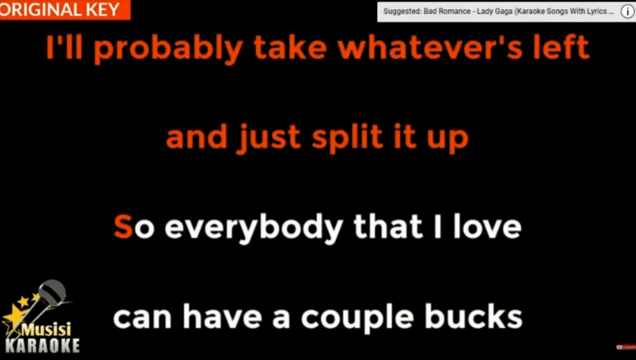 ORIGINAL KEY
Suggested: Bad Romance - Lady Gaga (Karaoke Songs With Lyrics ...
I'll probably take whatever's left
and just split it up
So everybody that I love
can have a couple bucks
Musisi
KARAOKE